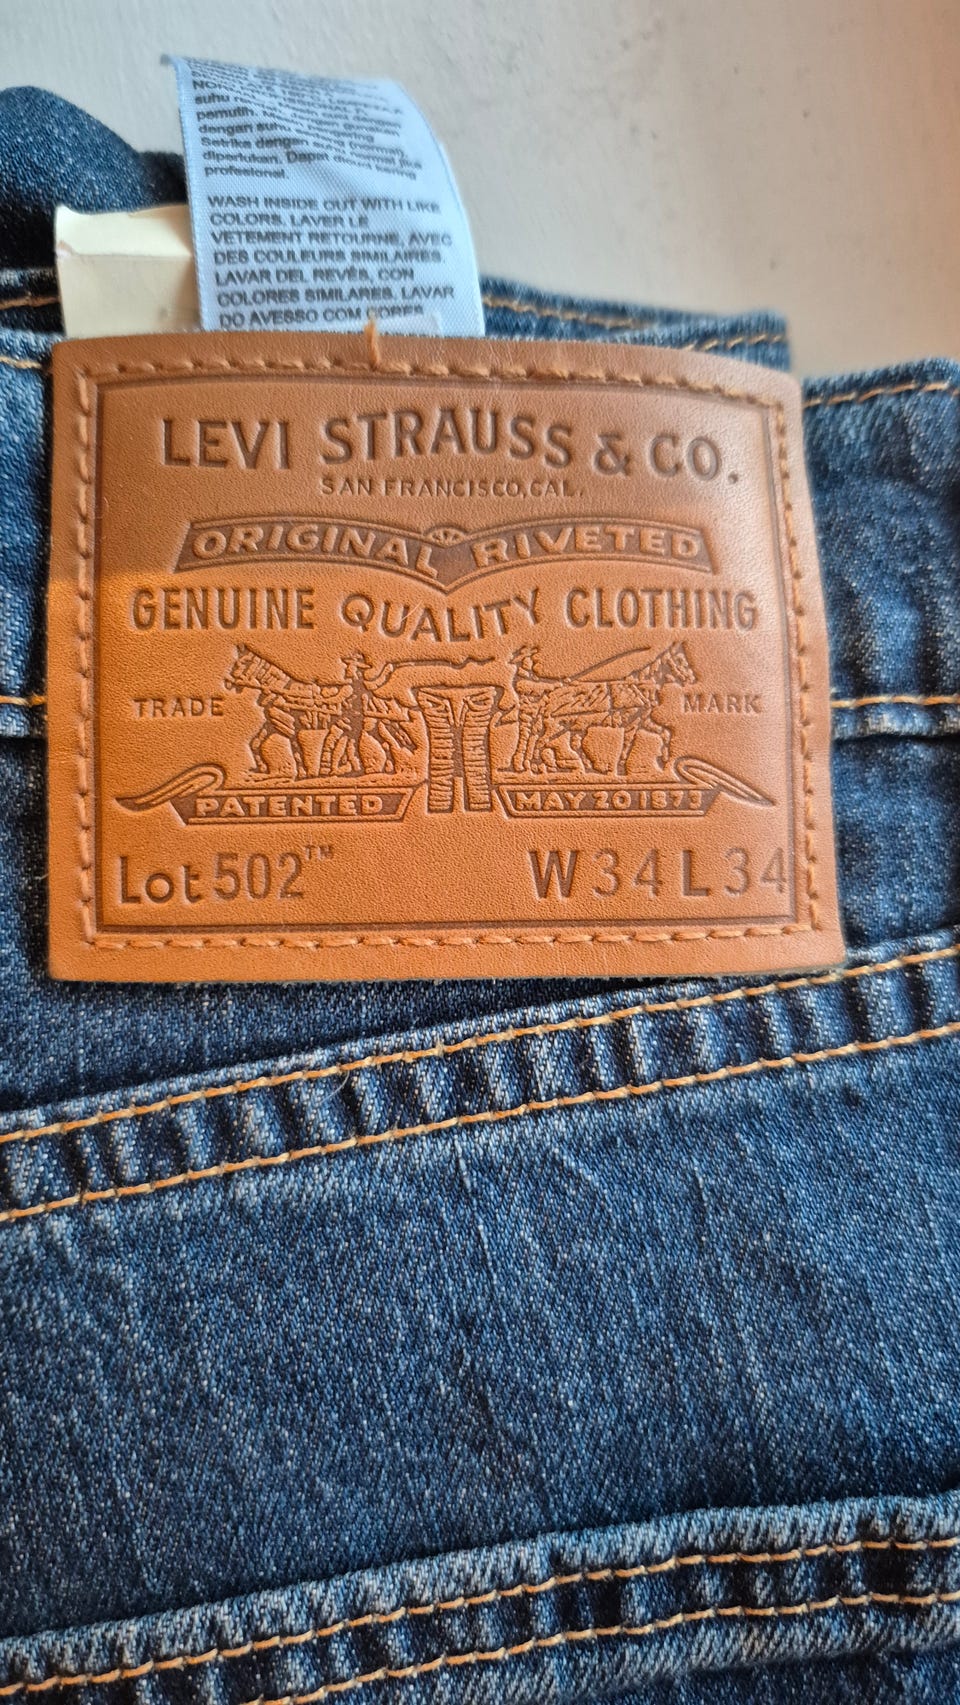 suhu
pemutih
dengan
Setrika
diperlukan. Dapat dicuci kering
profesional.
WASH INSIDE OUT WITH LIKE
COLORS. LAVER LE
VETEMENT RETOURNE, AVEC
DES COULEURS SIMILAIRES.
LAVAR DEL REVÉS, CON
COLORES SIMILARES. LAVAR
DO AVESSO COM CORES
LEVI STRAUSS & CO.
SAN FRANCISCO, CAL.
ORIGINAL RIVETED
GENUINE QUALITY CLOTHING
TRADE MARK
PATENTED MAY 20 1873
Lot 502™ W34 L34